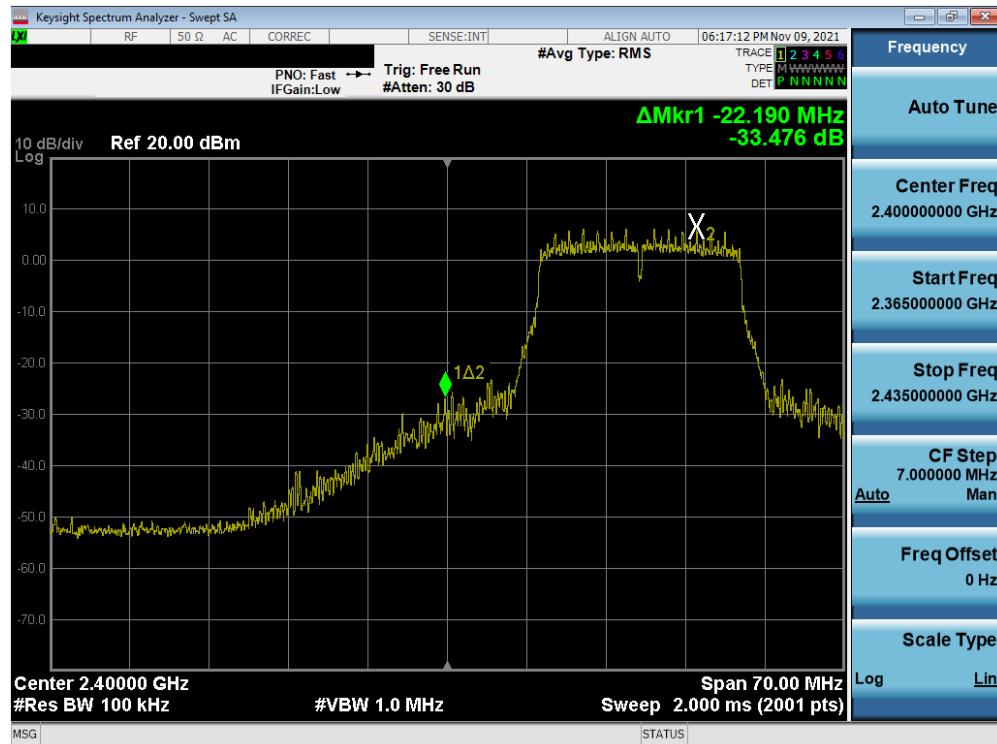 Keysight Spectrum Analyzer - Swept SA
LXI RF 50 Ω AC CORREC SENSE:INT ALIGN AUTO 06:17:12 PM Nov 09, 2021
PNO: Fast Trig: Free Run #Avg Type: RMS TRACE 1 2 3 4 5 6
IFGain:Low #Atten: 30 dB TYPE M WWWWW
DET P N N N N N
ΔMkr1 -22.190 MHz
-33.476 dB
10 dB/div Ref 20.00 dBm
Log
10.0
0.00
-10.0
-20.0
-30.0
-40.0
-50.0
-60.0
-70.0
X2
1Δ2
Center 2.40000 GHz Span 70.00 MHz
#Res BW 100 kHz #VBW 1.0 MHz Sweep 2.000 ms (2001 pts)
MSG STATUS
Frequency
Auto Tune
Center Freq
2.400000000 GHz
Start Freq
2.365000000 GHz
Stop Freq
2.435000000 GHz
CF Step
7.000000 MHz
Auto Man
Freq Offset
0 Hz
Scale Type
Log Lin